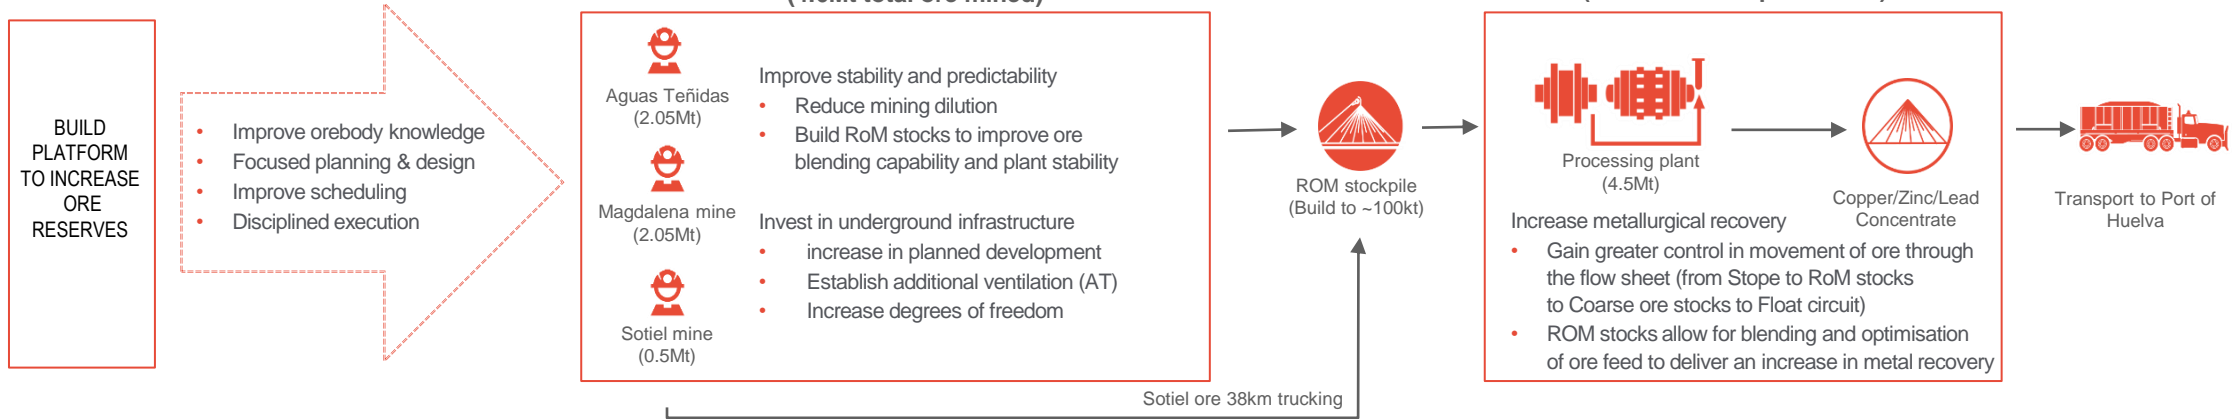 BUILD
PLATFORM
TO INCREASE
ORE
RESERVES
• Improve orebody knowledge
• Focused planning & design
• Improve scheduling
• Disciplined execution
total ore mined)
Aguas Teñidas
(2.05Mt)
Magdalena mine
(2.05Mt)
Sotiel mine
(0.5Mt)
Improve stability and predictability
• Reduce mining dilution
• Build RoM stocks to improve ore
blending capability and plant stability
Invest in underground infrastructure
• increase in planned development
• Establish additional ventilation (AT)
• Increase degrees of freedom
Sotiel ore 38km trucking
ROM stockpile
(Build to ~100kt)
Processing plant
(4.5Mt)
Increase metallurgical recovery
• Gain greater control in movement of ore through
the flow sheet (from Stope to RoM stocks
to Coarse ore stocks to Float circuit)
• ROM stocks allow for blending and optimisation
of ore feed to deliver an increase in metal recovery
Copper/Zinc/Lead
Concentrate
Transport to Port of
Huelva